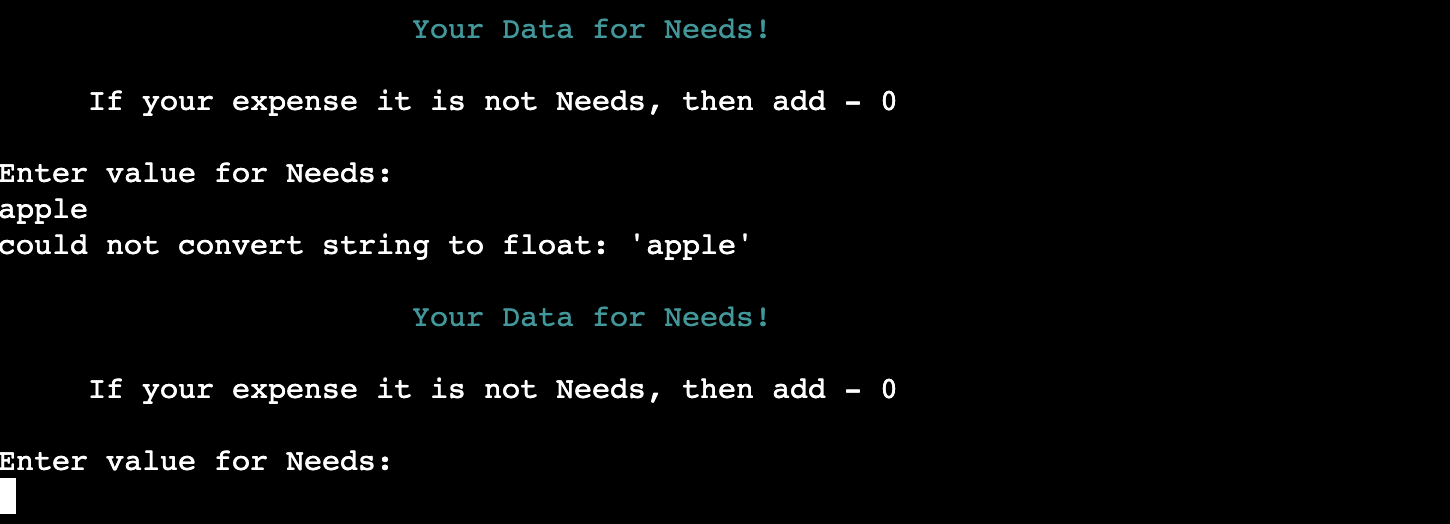 Your Data for Needs!
If your expense it is not Needs, then add - 0
Enter value for Needs:
apple
could not convert string to float: 'apple'
Your Data for Needs!
If your expense it is not Needs, then add - 0
Enter value for Needs: